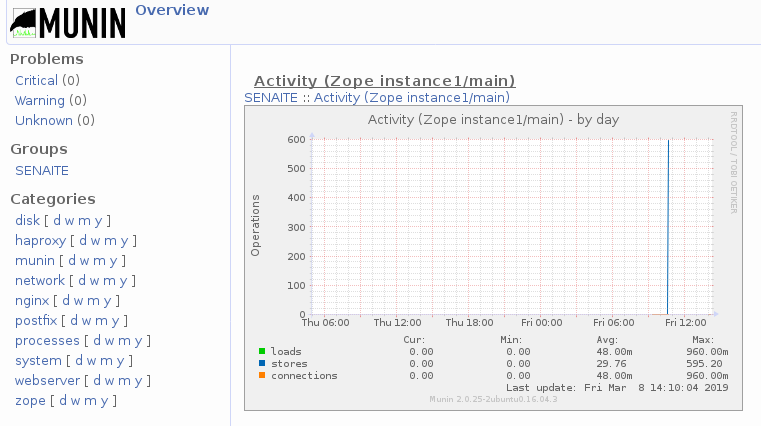 MUNIN
Overview
Problems
Critical (0)
Warning (0)
Unknown (0)
Groups
SENAITE
Categories
disk [ d w m y ]
haproxy [ d w m y ]
munin [ d w m y ]
network [ d w m y ]
nginx [ d w m y ]
postfix [ d w m y ]
processes [ d w m y ]
system [ d w m y ]
webserver [ d w m y ]
zope [ d w m y ]
Activity (Zope instance1/main)
SENAITE :: Activity (Zope instance1/main)
Activity (Zope instance1/main) - by day
RRDTOOL / TOBI OETIKER
Operations
600
500
400
300
200
100
0
Thu 06:00 Thu 12:00 Thu 18:00 Fri 00:00 Fri 06:00 Fri 12:00
Cur: Min: Avg: Max:
loads 0.00 0.00 48.00m 960.00m
stores 0.00 0.00 29.76 595.20
connections 0.00 0.00 48.00m 960.00m
Last update: Fri Mar 8 14:10:04 2019
Munin 2.0.25-2ubuntu0.16.04.3